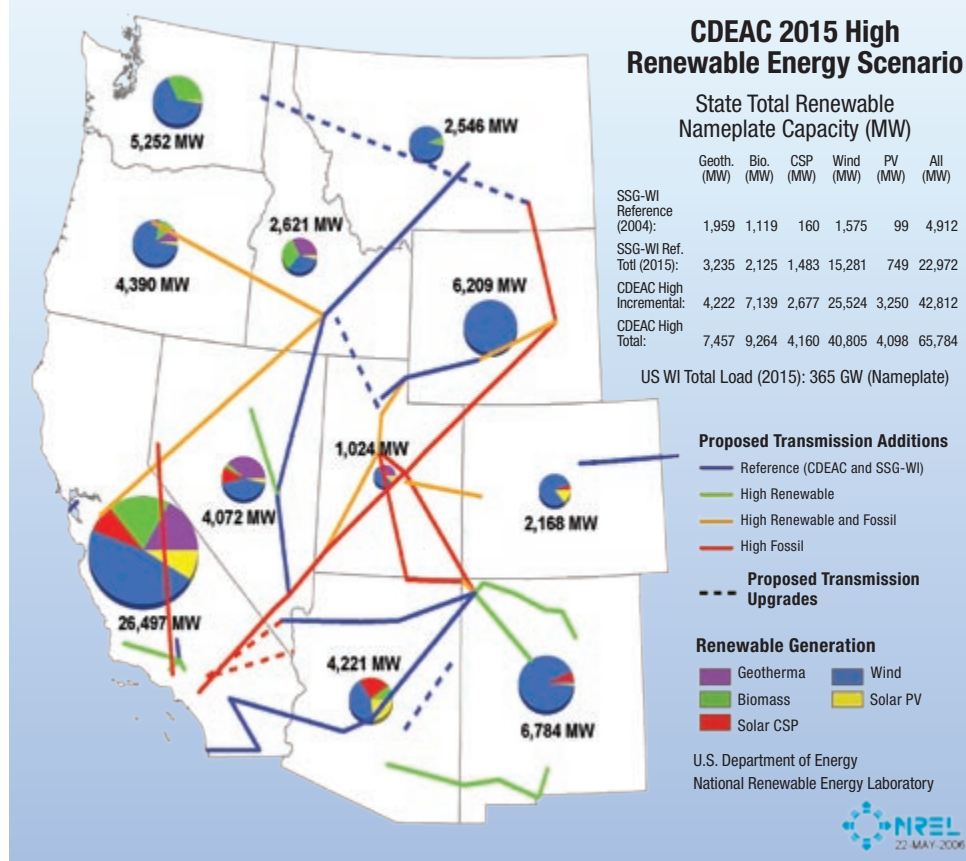 CDEAC 2015 High
Renewable Energy Scenario
State Total Renewable
Nameplate Capacity (MW)
Geoth. Bio. CSP Wind PV All
(MW) (MW) (MW) (MW) (MW) (MW)
SSG-WI
Reference
(2004): 1,959 1,119 160 1,575 99 4,912
SSG-WI Ref.
Totl (2015): 3,235 2,125 1,483 15,281 749 22,972
CDEAC High
Incremental: 4,222 7,139 2,677 25,524 3,250 42,812
CDEAC High
Total: 7,457 9,264 4,160 40,805 4,098 65,784
US WI Total Load (2015): 365 GW (Nameplate)
5,252 MW
2,546 MW
2,621 MW
4,390 MW
6,209 MW
1,024 MW
4,072 MW
2,168 MW
26,497 MW
4,221 MW
6,784 MW
Proposed Transmission Additions
Reference (CDEAC and SSG-WI)
High Renewable
High Renewable and Fossil
High Fossil
Proposed Transmission
Upgrades
Renewable Generation
Geotherma
Wind
Biomass
Solar PV
Solar CSP
U.S. Department of Energy
National Renewable Energy Laboratory
NREL
22-MAY-2006